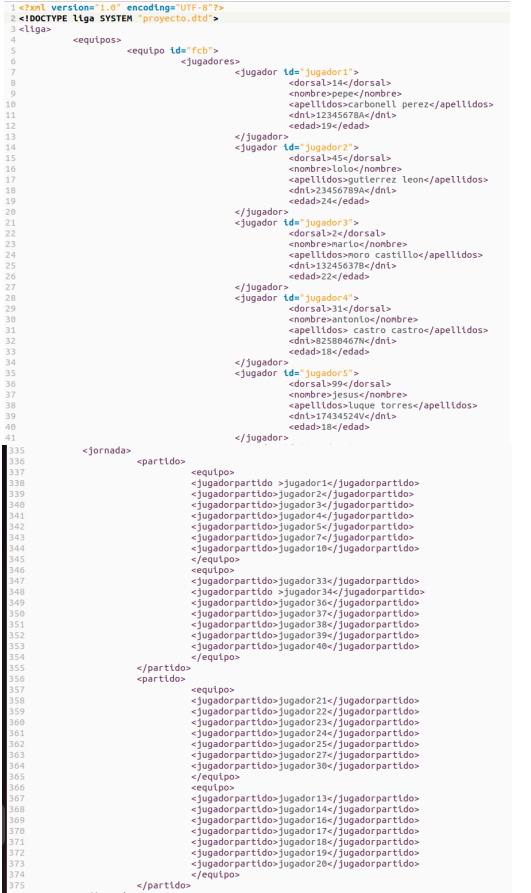 1 <?xml version="1.0" encoding="UTF-8"?>
2 <!DOCTYPE liga SYSTEM "proyecto.dtd">
3 <liga>
4 <equipos>
5 <equipo id="fcb">
6 <jugadores>
7 <jugador id="jugador1">
8 <dorsal>14</dorsal>
9 <nombre>pepe</nombre>
10 <apellidos>carbonell perez</apellidos>
11 <dni>12345678A</dni>
12 <edad>19</edad>
13 </jugador>
14 <jugador id="jugador2">
15 <dorsal>45</dorsal>
16 <nombre>lolo</nombre>
17 <apellidos>gutierrez leon</apellidos>
18 <dni>23456789A</dni>
19 <edad>24</edad>
20 </jugador>
21 <jugador id="jugador3">
22 <dorsal>2</dorsal>
23 <nombre>mario</nombre>
24 <apellidos>moro castillo</apellidos>
25 <dni>13245637B</dni>
26 <edad>22</edad>
27 </jugador>
28 <jugador id="jugador4">
29 <dorsal>31</dorsal>
30 <nombre>antonio</nombre>
31 <apellidos> castro castro</apellidos>
32 <dni>82580467N</dni>
33 <edad>18</edad>
34 </jugador>
35 <jugador id="jugador5">
36 <dorsal>99</dorsal>
37 <nombre>jesus</nombre>
38 <apellidos>luque torres</apellidos>
39 <dni>17434524V</dni>
40 <edad>18</edad>
41 </jugador>
335 <jornada>
336 <partido>
337 <equipo>
338 <jugadorpartido >jugador1</jugadorpartido>
339 <jugadorpartido>jugador2</jugadorpartido>
340 <jugadorpartido>jugador3</jugadorpartido>
341 <jugadorpartido>jugador4</jugadorpartido>
342 <jugadorpartido>jugador5</jugadorpartido>
343 <jugadorpartido>jugador7</jugadorpartido>
344 <jugadorpartido>jugador10</jugadorpartido>
345 </equipo>
346 <equipo>
347 <jugadorpartido>jugador33</jugadorpartido>
348 <jugadorpartido >jugador34</jugadorpartido>
349 <jugadorpartido>jugador36</jugadorpartido>
350 <jugadorpartido>jugador37</jugadorpartido>
351 <jugadorpartido>jugador38</jugadorpartido>
352 <jugadorpartido>jugador39</jugadorpartido>
353 <jugadorpartido>jugador40</jugadorpartido>
354 </equipo>
355 </partido>
356 <partido>
357 <equipo>
358 <jugadorpartido>jugador21</jugadorpartido>
359 <jugadorpartido>jugador22</jugadorpartido>
360 <jugadorpartido>jugador23</jugadorpartido>
361 <jugadorpartido>jugador24</jugadorpartido>
362 <jugadorpartido>jugador25</jugadorpartido>
363 <jugadorpartido>jugador27</jugadorpartido>
364 <jugadorpartido>jugador30</jugadorpartido>
365 </equipo>
366 <equipo>
367 <jugadorpartido>jugador13</jugadorpartido>
368 <jugadorpartido>jugador14</jugadorpartido>
369 <jugadorpartido>jugador16</jugadorpartido>
370 <jugadorpartido>jugador17</jugadorpartido>
371 <jugadorpartido>jugador18</jugadorpartido>
372 <jugadorpartido>jugador19</jugadorpartido>
373 <jugadorpartido>jugador20</jugadorpartido>
374 </equipo>
375 </partido>